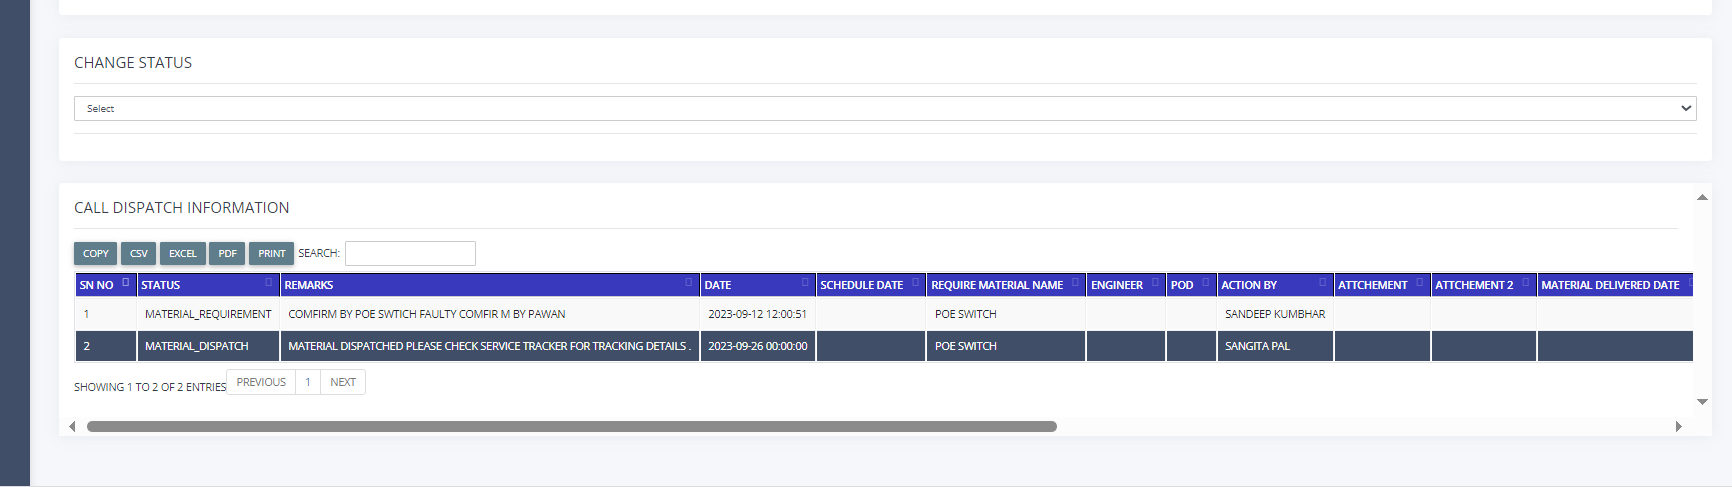 CHANGE STATUS
Select
CALL DISPATCH INFORMATION
COPY CSV EXCEL PDF PRINT SEARCH:
SN NO STATUS REMARKS DATE SCHEDULE DATE REQUIRE MATERIAL NAME ENGINEER POD ACTION BY ATTCHEMENT ATTCHEMENT 2 MATERIAL DELIVERED DATE
1 MATERIAL_REQUIREMENT COMFIRM BY POE SWTICH FAULTY COMFIR M BY PAWAN 2023-09-12 12:00:51 POE SWITCH SANDEEP KUMBHAR
2 MATERIAL_DISPATCH MATERIAL DISPATCHED PLEASE CHECK SERVICE TRACKER FOR TRACKING DETAILS . 2023-09-26 00:00:00 POE SWITCH SANGITA PAL
SHOWING 1 TO 2 OF 2 ENTRIES PREVIOUS 1 NEXT